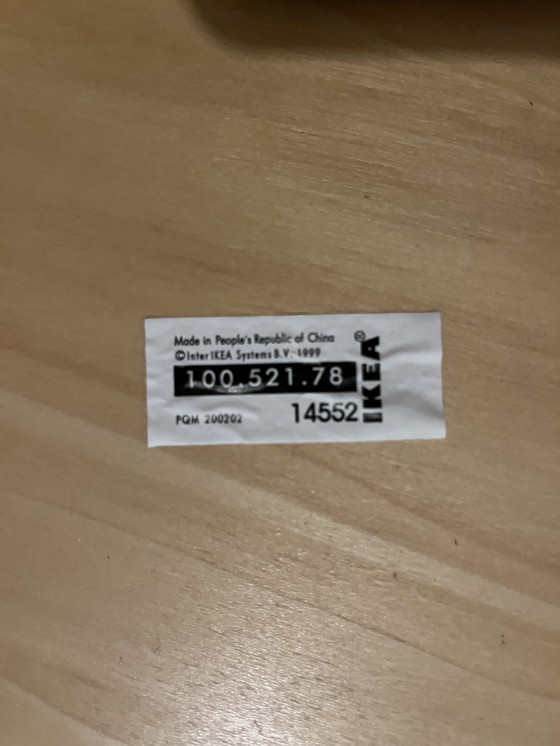 Made in People's Republic of China
©Inter IKEA Systems B.V. 1999
100.521.78
PQM 200202 14552
IKEA®